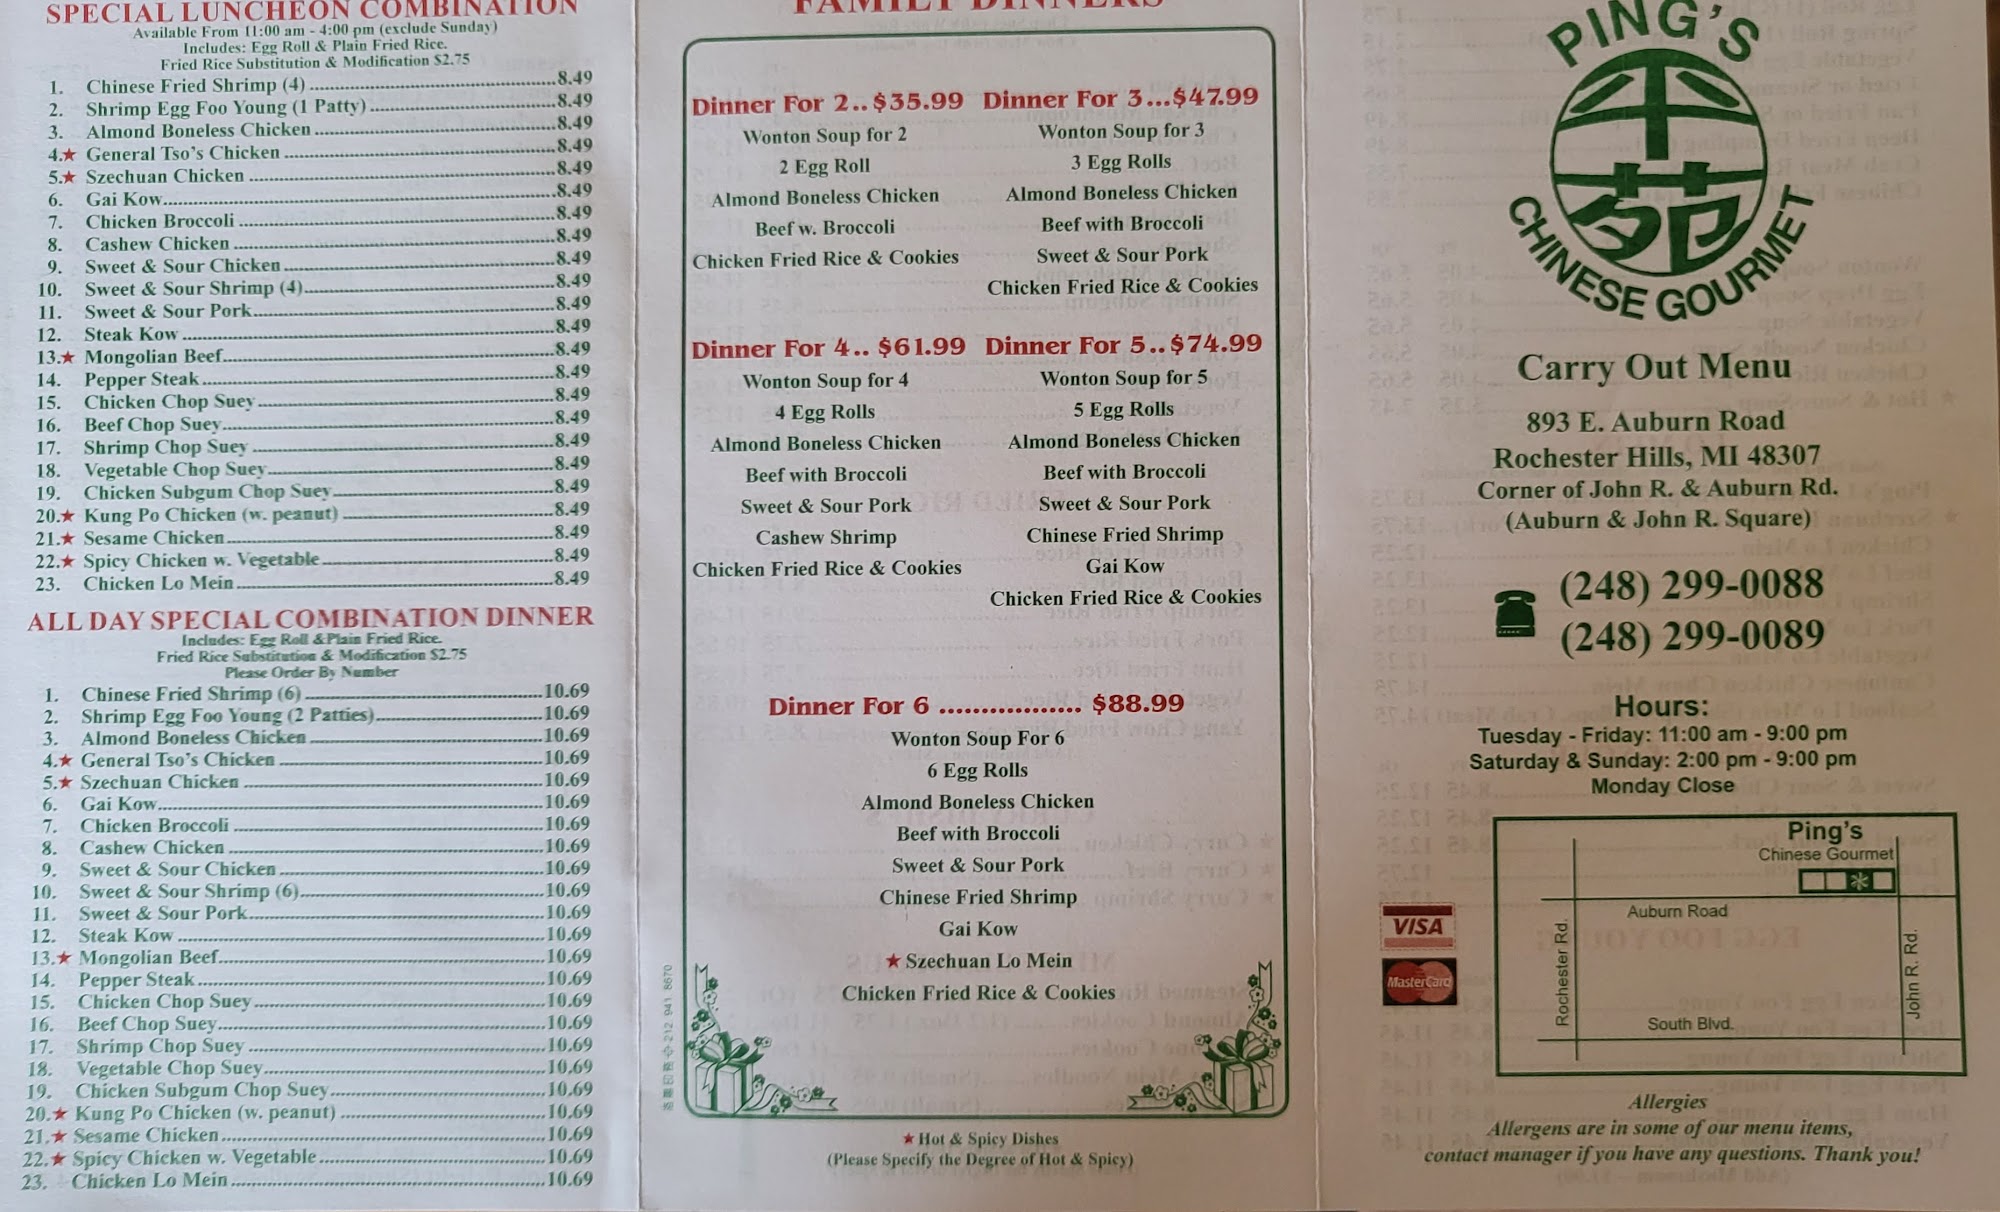 SPECIAL LUNCHEON COMBINATION
Available From 11:00 am - 4:00 pm (exclude Sunday)
Includes: Egg Roll & Plain Fried Rice.
Fried Rice Substitution & Modification $2.75
1. Chinese Fried Shrimp (4) 8.49
2. Shrimp Egg Foo Young (1 Patty) 8.49
3. Almond Boneless Chicken 8.49
4.★ General Tso's Chicken 8.49
5.★ Szechuan Chicken 8.49
6. Gai Kow 8.49
7. Chicken Broccoli 8.49
8. Cashew Chicken 8.49
9. Sweet & Sour Chicken 8.49
10. Sweet & Sour Shrimp (4) 8.49
11. Sweet & Sour Pork 8.49
12. Steak Kow 8.49
13.★ Mongolian Beef 8.49
14. Pepper Steak 8.49
15. Chicken Chop Suey 8.49
16. Beef Chop Suey 8.49
17. Shrimp Chop Suey 8.49
18. Vegetable Chop Suey 8.49
19. Chicken Subgum Chop Suey 8.49
20.★ Kung Po Chicken (w. peanut) 8.49
21.★ Sesame Chicken 8.49
22.★ Spicy Chicken w. Vegetable 8.49
23. Chicken Lo Mein 8.49
ALL DAY SPECIAL COMBINATION DINNER
Includes: Egg Roll &Plain Fried Rice.
Fried Rice Substitution & Modification $2.75
Please Order By Number
1. Chinese Fried Shrimp (6) 10.69
2. Shrimp Egg Foo Young (2 Patties) 10.69
3. Almond Boneless Chicken 10.69
4.★ General Tso's Chicken 10.69
5.★ Szechuan Chicken 10.69
6. Gai Kow 10.69
7. Chicken Broccoli 10.69
8. Cashew Chicken 10.69
9. Sweet & Sour Chicken 10.69
10. Sweet & Sour Shrimp (6) 10.69
11. Sweet & Sour Pork 10.69
12. Steak Kow 10.69
13.★ Mongolian Beef 10.69
14. Pepper Steak 10.69
15. Chicken Chop Suey 10.69
16. Beef Chop Suey 10.69
17. Shrimp Chop Suey 10.69
18. Vegetable Chop Suey 10.69
19. Chicken Subgum Chop Suey 10.69
20.★ Kung Po Chicken (w. peanut) 10.69
21.★ Sesame Chicken 10.69
22.★ Spicy Chicken w. Vegetable 10.69
23. Chicken Lo Mein 10.69
FAMILY DINNERS
Dinner For 2..$35.99
Wonton Soup for 2
2 Egg Roll
Almond Boneless Chicken
Beef w. Broccoli
Chicken Fried Rice & Cookies
Dinner For 3...$47.99
Wonton Soup for 3
3 Egg Rolls
Almond Boneless Chicken
Beef with Broccoli
Sweet & Sour Pork
Chicken Fried Rice & Cookies
Dinner For 4.. $61.99
Wonton Soup for 4
4 Egg Rolls
Almond Boneless Chicken
Beef with Broccoli
Sweet & Sour Pork
Cashew Shrimp
Chicken Fried Rice & Cookies
Dinner For 5..$74.99
Wonton Soup for 5
5 Egg Rolls
Almond Boneless Chicken
Beef with Broccoli
Sweet & Sour Pork
Chinese Fried Shrimp
Gai Kow
Chicken Fried Rice & Cookies
Dinner For 6 ................. $88.99
Wonton Soup For 6
6 Egg Rolls
Almond Boneless Chicken
Beef with Broccoli
Sweet & Sour Pork
Chinese Fried Shrimp
Gai Kow
★ Szechuan Lo Mein
Chicken Fried Rice & Cookies
212 941 8670
★ Hot & Spicy Dishes
(Please Specify the Degree of Hot & Spicy)
PING'S
CHINESE GOURMET
Carry Out Menu
893 E. Auburn Road
Rochester Hills, MI 48307
Corner of John R. & Auburn Rd.
(Auburn & John R. Square)
(248) 299-0088
(248) 299-0089
Hours:
Tuesday - Friday: 11:00 am - 9:00 pm
Saturday & Sunday: 2:00 pm - 9:00 pm
Monday Close
Ping's
Chinese Gourmet
Auburn Road
Rochester Rd.
John R. Rd.
South Blvd.
VISA
MasterCard
Allergies
Allergens are in some of our menu items,
contact manager if you have any questions. Thank you!